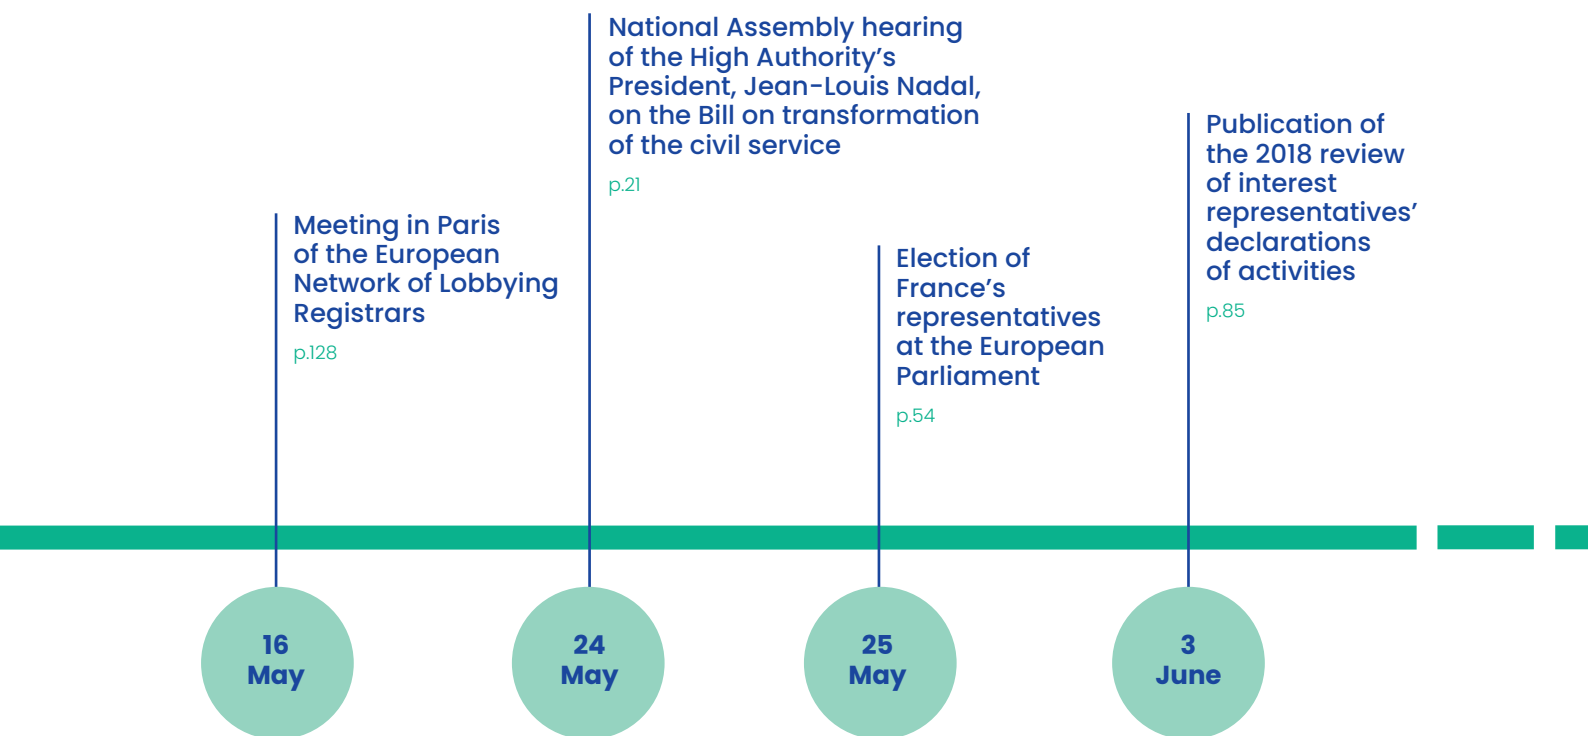 Meeting in Paris
of the European
Network of Lobbying
Registrars
p.128
National Assembly hearing
of the High Authority's
President, Jean-Louis Nadal,
on the Bill on transformation
of the civil service
p.21
Election of
France's
representatives
at the European
Parliament
p.54
Publication of
the 2018 review
of interest
representatives'
declarations
of activities
p.85
16
May
24
May
25
May
3
June